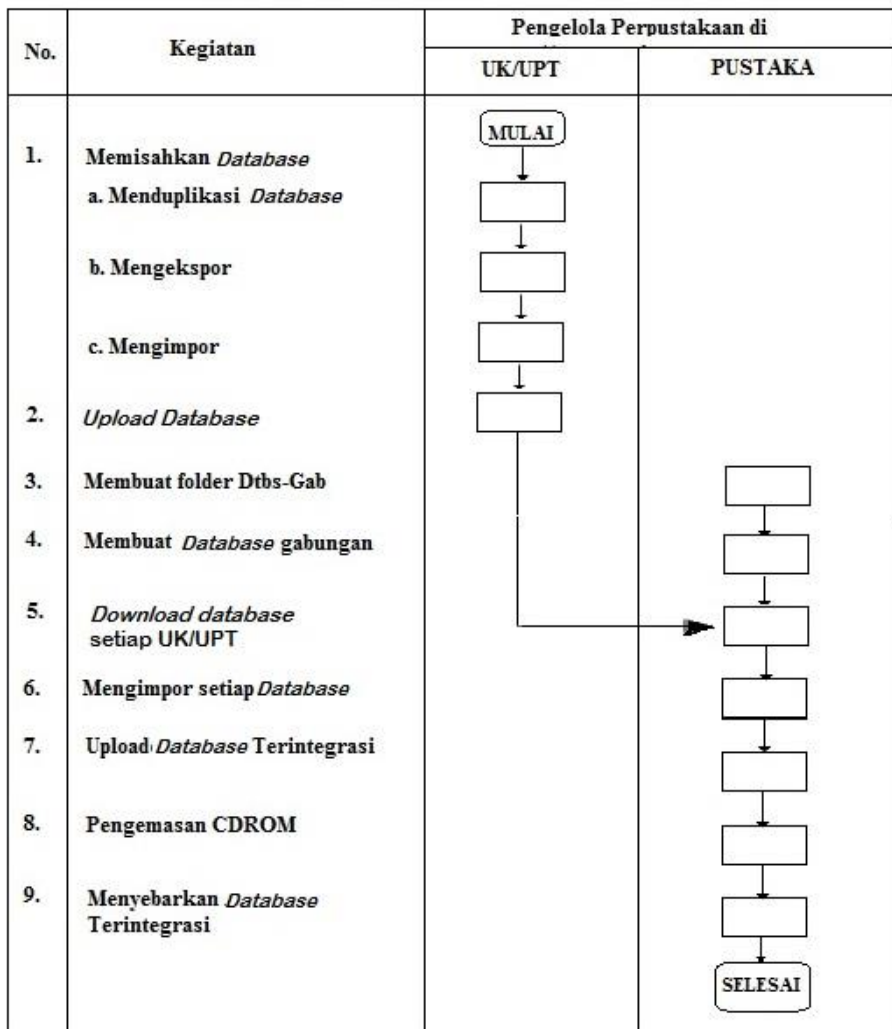 No.
Kegiatan
Pengelola Perpustakaan di
UK/UPT
PUSTAKA
MULAI
1. Memisahkan Database
a. Menduplikasi Database
b. Mengekspor
c. Mengimpor
2. Upload Database
3. Membuat folder Dtbs-Gab
4. Membuat Database gabungan
5. Download database
setiap UK/UPT
6. Mengimpor setiap Database
7. Upload Database Terintegrasi
8. Pengemasan CDROM
9. Menyebarkan Database
Terintegrasi
SELESAI